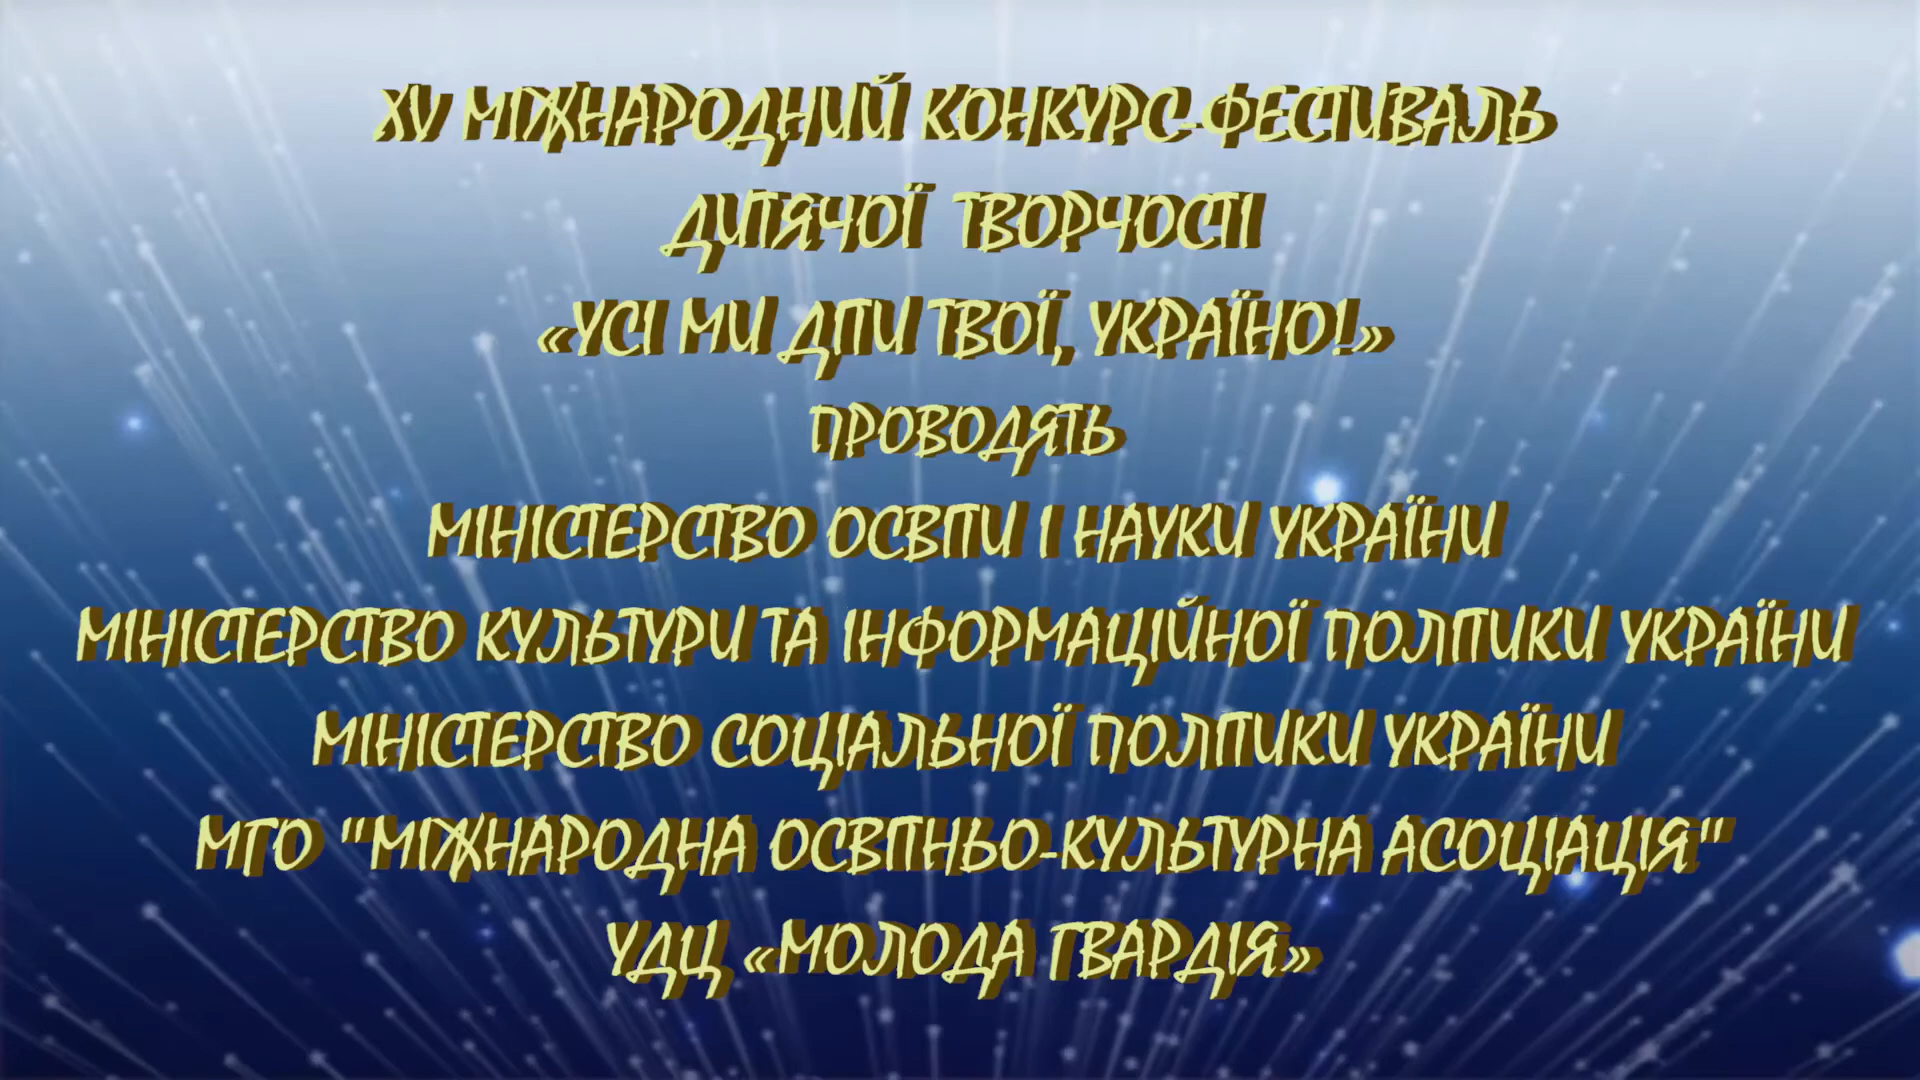 XV МІЖНАРОДНИЙ КОНКУРС-ФЕСТИВАЛЬ
ДИТЯЧОЇ ТВОРЧОСТІ
«УСІ МИ ДІТИ ТВОЇ, УКРАЇНО!»
ПРОВОДЯТЬ
МІНІСТЕРСТВО ОСВІТИ І НАУКИ УКРАЇНИ
МІНІСТЕРСТВО КУЛЬТУРИ ТА ІНФОРМАЦІЙНОЇ ПОЛІТИКИ УКРАЇНИ
МІНІСТЕРСТВО СОЦІАЛЬНОЇ ПОЛІТИКИ УКРАЇНИ
МГО "МІЖНАРОДНА ОСВІТНЬО-КУЛЬТУРНА АСОЦІАЦІЯ"
УДЦ «МОЛОДА ГВАРДІЯ»